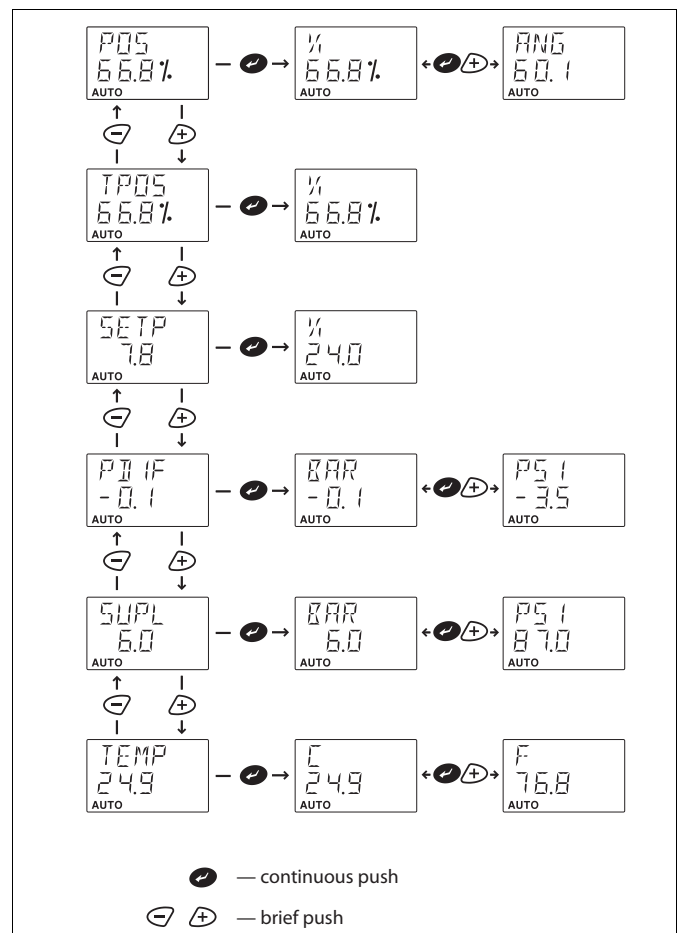 POS
66.8%
AUTO
%
66.8%
AUTO
ANG
60.1
AUTO
TPOS
66.8%
AUTO
%
66.8%
AUTO
SETP
7.8
AUTO
%
24.0
AUTO
PDIF
- 0.1
AUTO
BAR
- 0.1
AUTO
PSI
- 3.5
AUTO
SUPL
6.0
AUTO
BAR
6.0
AUTO
PSI
87.0
AUTO
TEMP
24.9
AUTO
C
24.9
AUTO
F
76.8
AUTO
— continuous push
— brief push